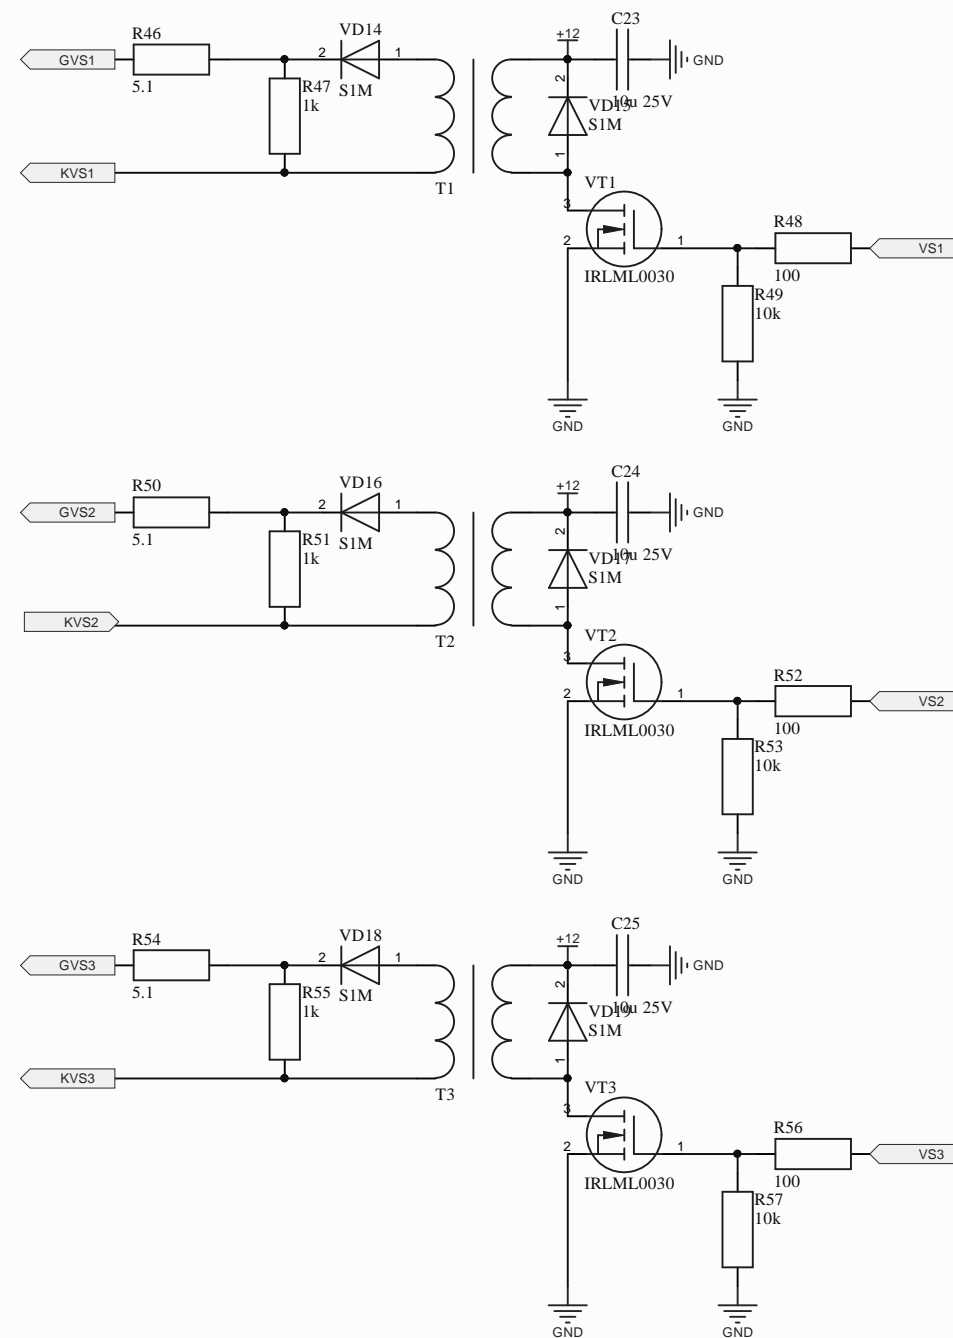 C23
R46
VD14
+12
GVS1
2
1
GND
5.1
S1M
R47
1k
2
VD15
10u 25V
S1M
1
KVS1
T1
VT1
3
2
1
R48
VS1
IRLML0030
100
R49
10k
GND
GND
C24
R50
VD16
+12
GVS2
2
1
GND
5.1
S1M
R51
1k
2
VD17
10u 25V
S1M
1
KVS2
T2
VT2
3
2
1
R52
VS2
IRLML0030
100
R53
10k
GND
GND
C25
R54
VD18
+12
GVS3
2
1
GND
5.1
S1M
R55
1k
2
VD19
10u 25V
S1M
1
KVS3
T3
VT3
3
2
1
R56
VS3
IRLML0030
100
R57
10k
GND
GND